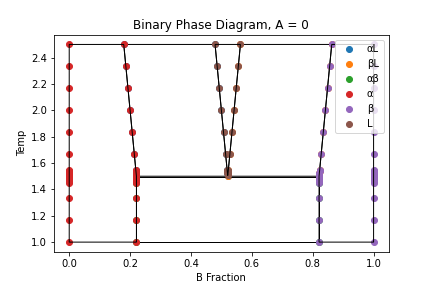 Binary Phase Diagram, A = 0
αL
βL
αβ
α
β
L
Temp
2.4
2.2
2.0
1.8
1.6
1.4
1.2
1.0
0.0 0.2 0.4 0.6 0.8 1.0
B Fraction